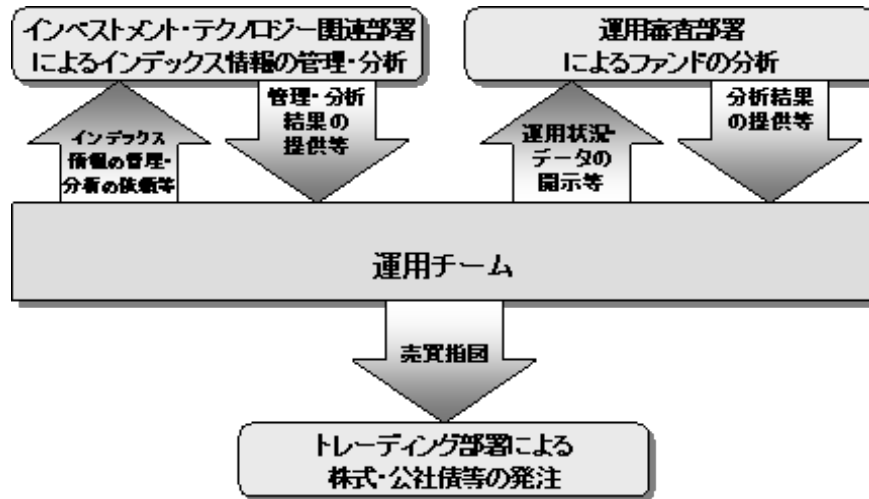 インベストメント・テクノロジー関連部署
によるインデックス情報の管理・分析
運用審査部署
によるファンドの分析
インデックス
情報の管理・
分析の依頼等
管理・分析
結果の
提供等
運用状況・
データの
開示等
分析結果
の提供等
運用チーム
売買指図
トレーディング部署による
株式・公社債等の発注